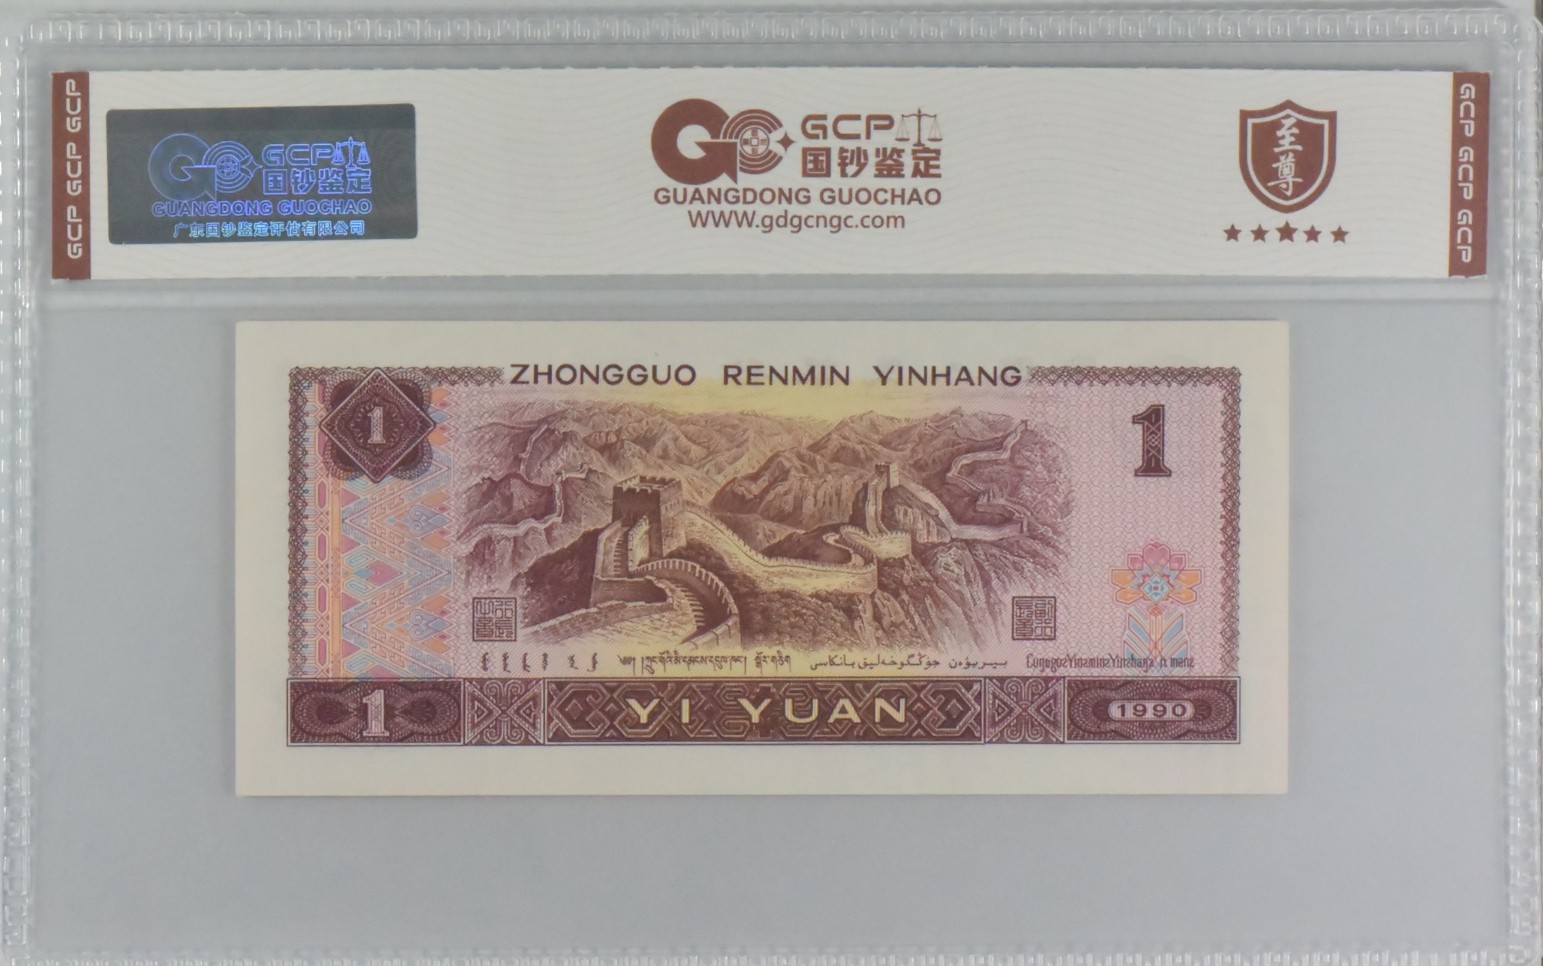 GCP GCP GCP
GCP
国钞鉴定
GUANGDONG GUOCHAO
广东国钞鉴定评估有限公司
GCP
国钞鉴定
GUANGDONG GUOCHAO
WWW.gdgcngc.com
至尊
GCP GCP GCP
ZHONGGUO RENMIN YINHANG
1
1
1
YI YUAN
1990